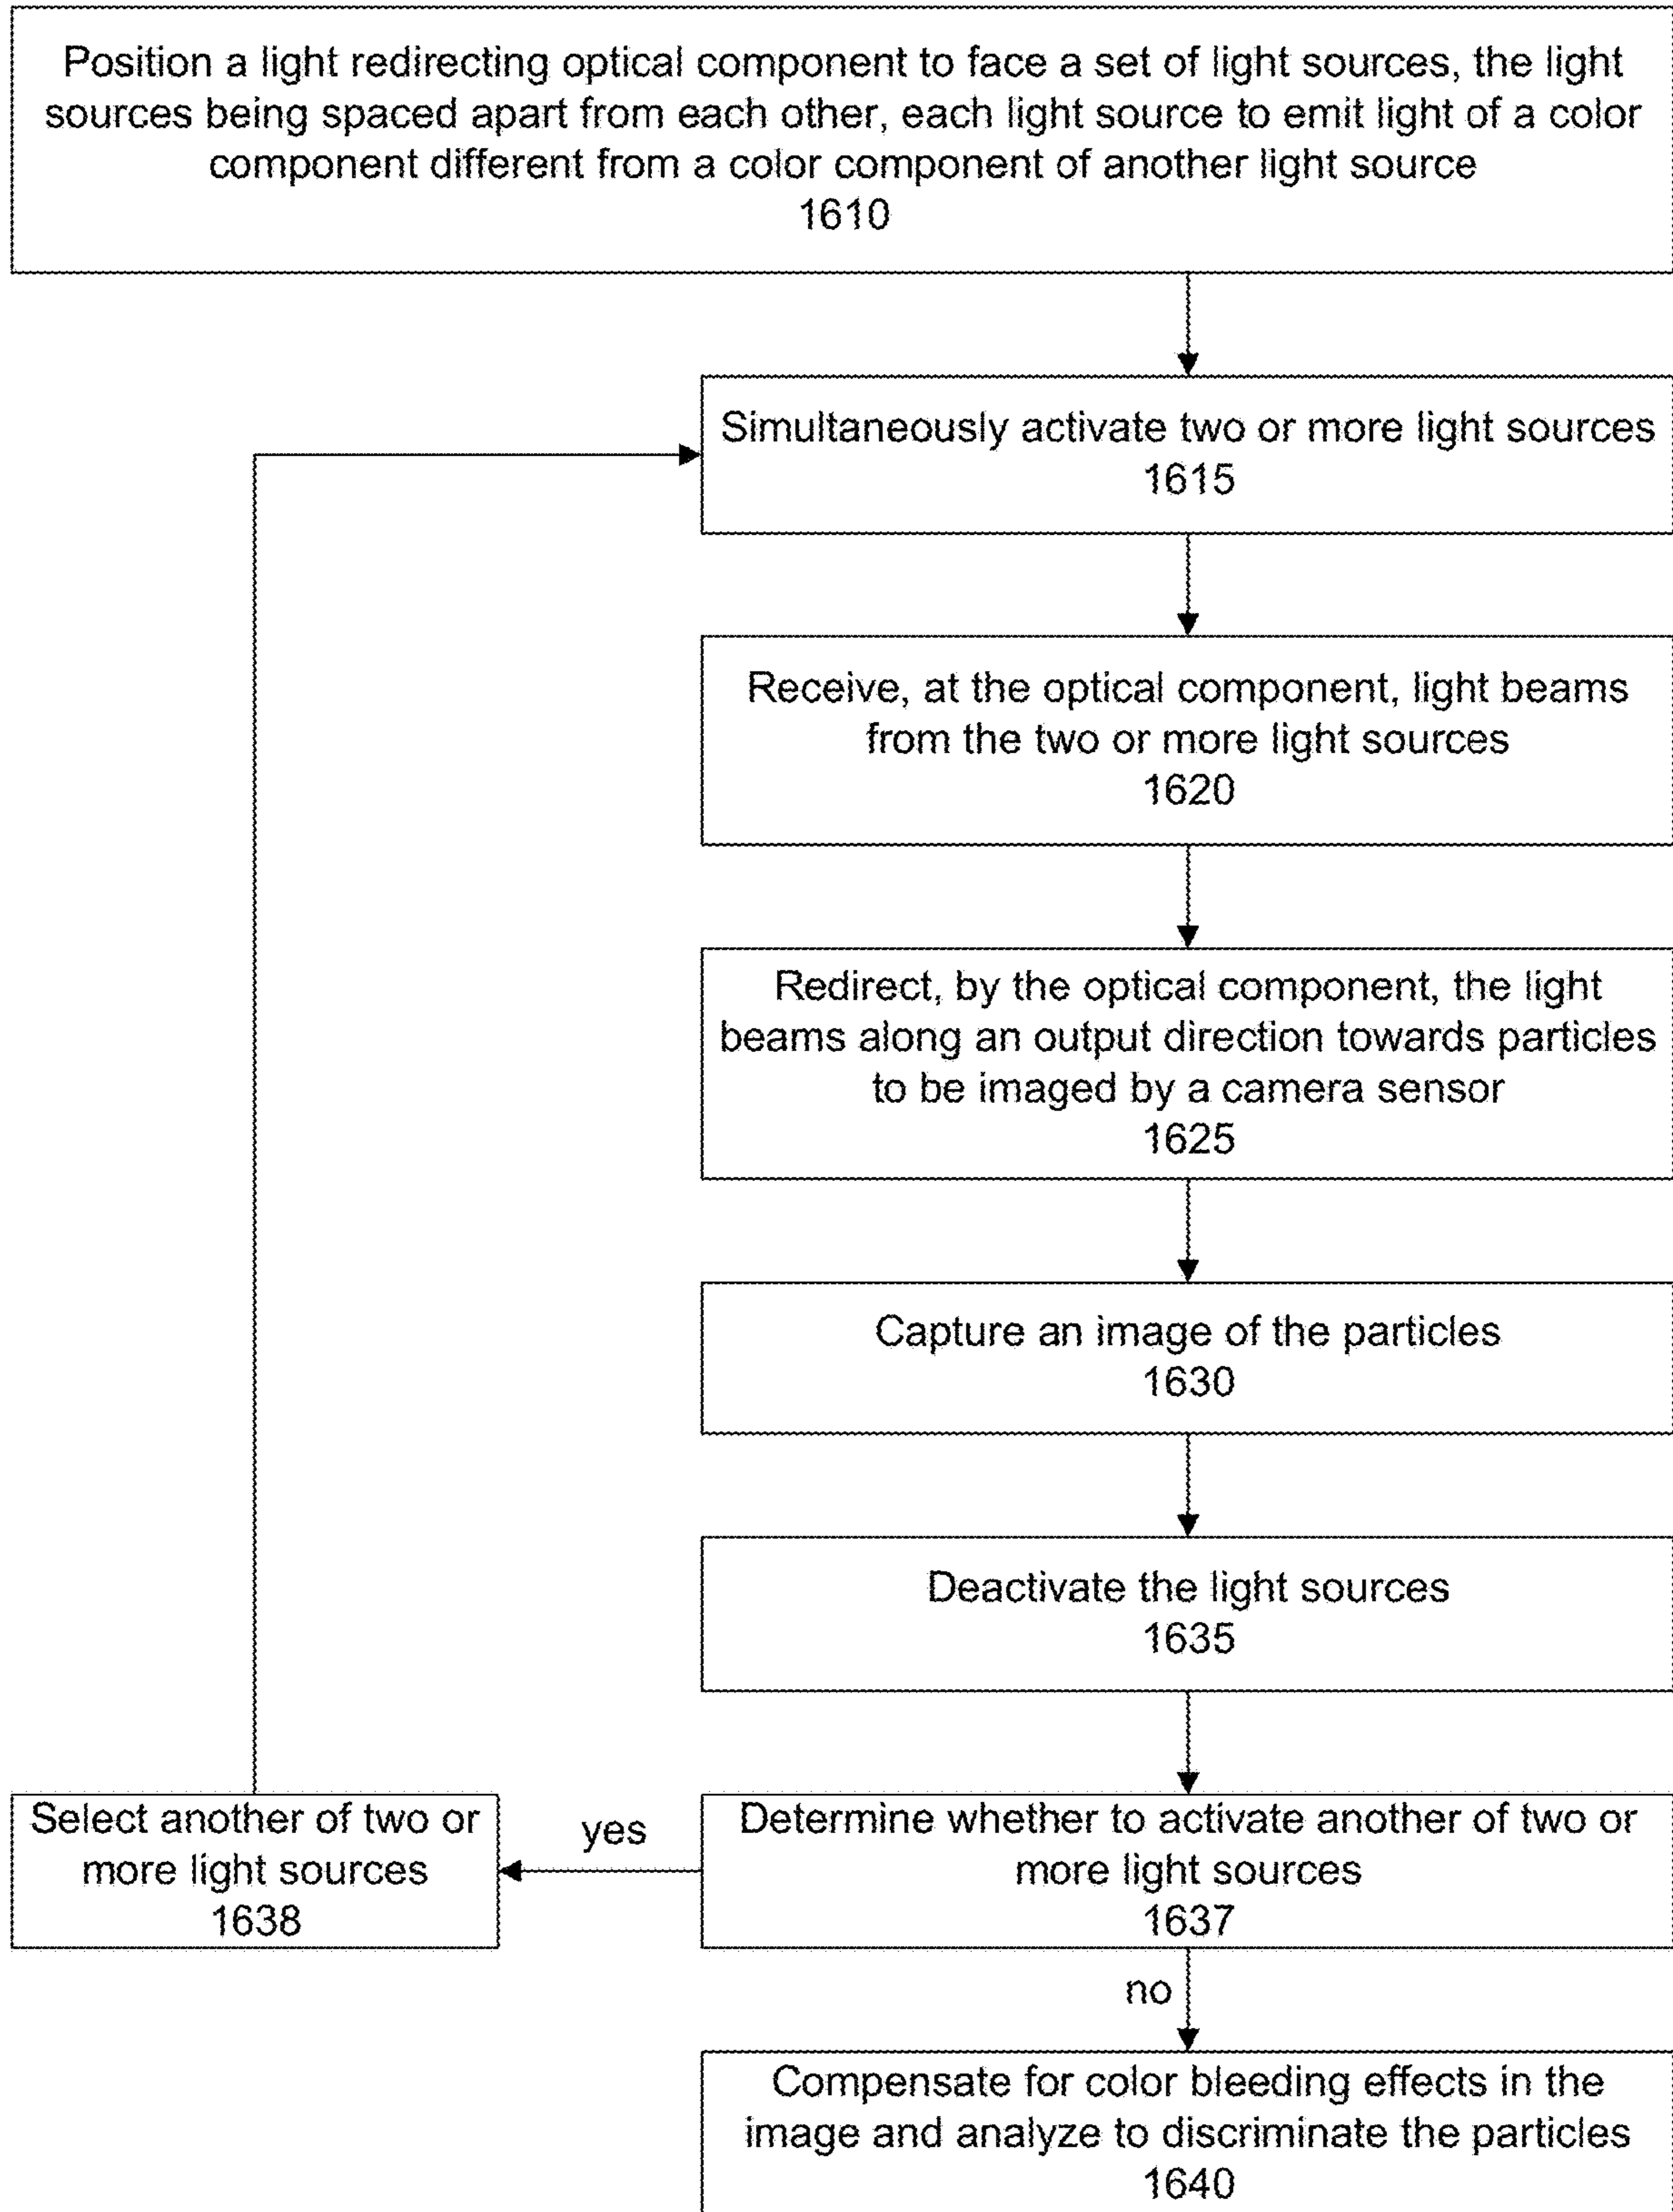 Position a light redirecting optical component to face a set of light sources, the light
sources being spaced apart from each other, each light source to emit light of a color
component different from a color component of another light source
1610
Simultaneously activate two or more light sources
1615
Receive, at the optical component, light beams
from the two or more light sources
1620
Redirect, by the optical component, the light
beams along an output direction towards particles
to be imaged by a camera sensor
1625
Capture an image of the particles
1630
Deactivate the light sources
1635
Determine whether to activate another of two or
more light sources
1637
yes
Select another of two or
more light sources
1638
no
Compensate for color bleeding effects in the
image and analyze to discriminate the particles
1640